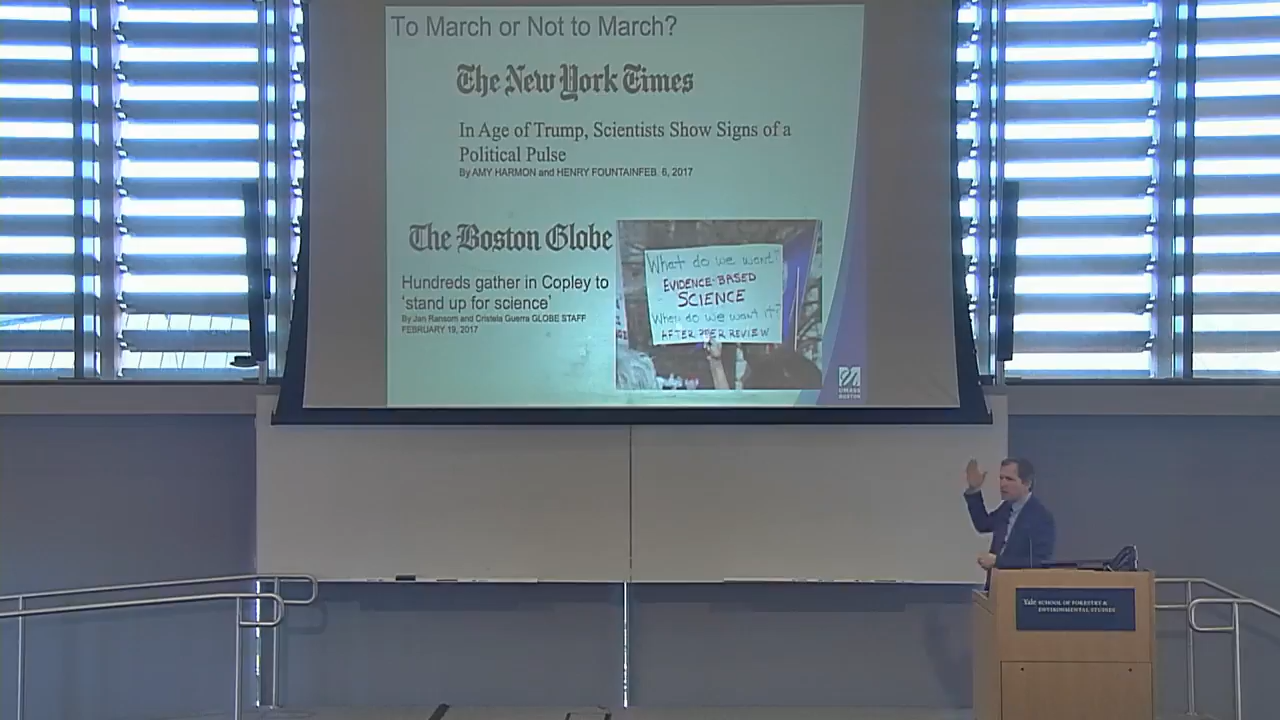 To March or Not to March?
The New York Times
In Age of Trump, Scientists Show Signs of a
Political Pulse
By AMY HARMON and HENRY FOUNTAINFEB. 6, 2017
The Boston Globe
Hundreds gather in Copley to
‘stand up for science’
By Jan Ransom and Cristela Guerra GLOBE STAFF
FEBRUARY 19, 2017
What do we want?
EVIDENCE-BASED
SCIENCE
When do we want it?
AFTER PEER REVIEW
UMASS
BOSTON
Yale SCHOOL OF FORESTRY &
ENVIRONMENTAL STUDIES